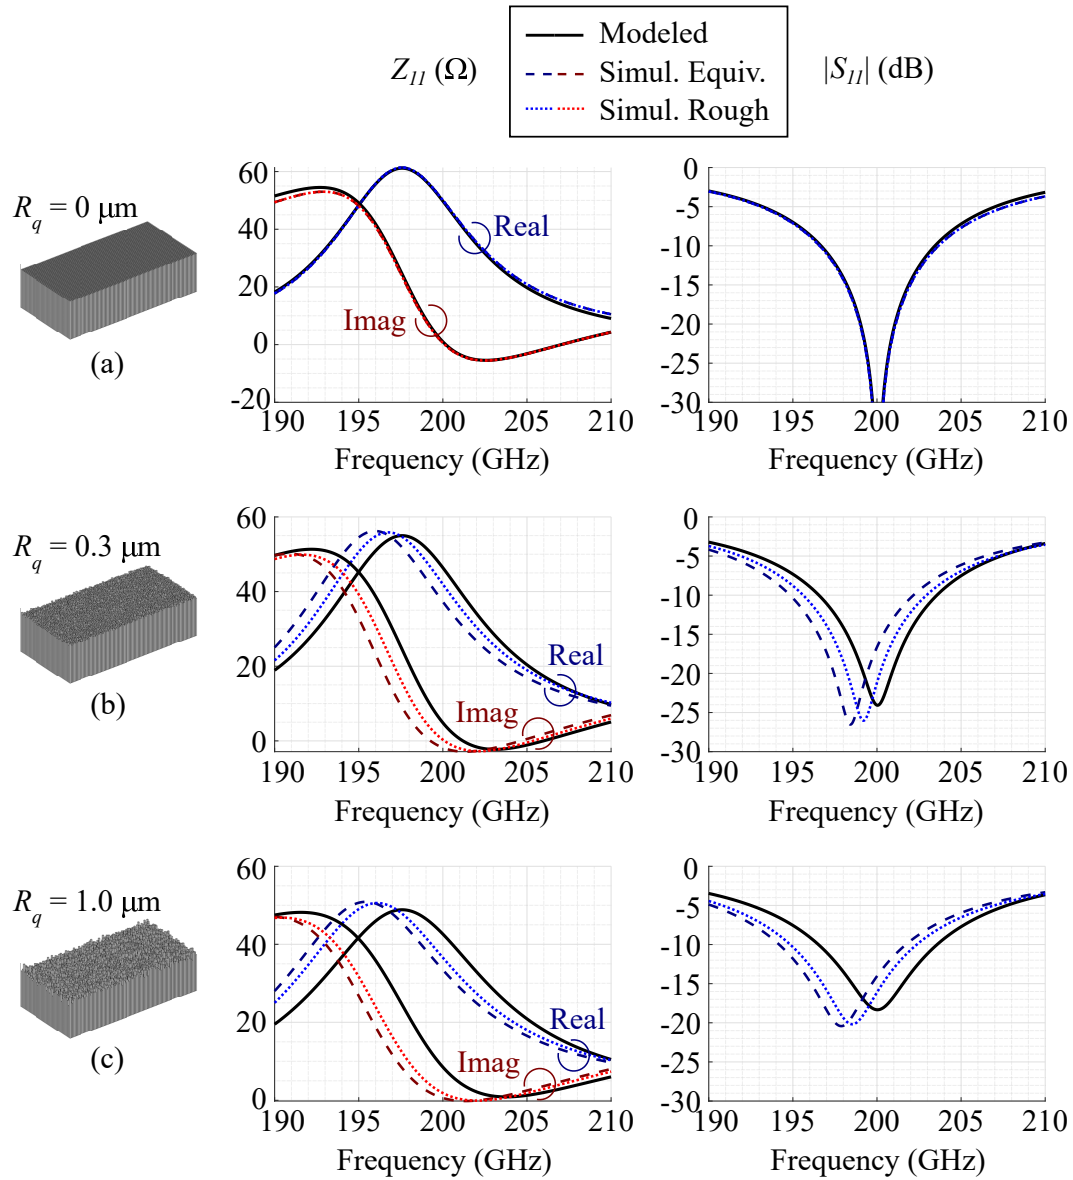 Z11 (Ω)
Modeled
Simul. Equiv.
Simul. Rough
|S11| (dB)
Rq = 0 μm
(a)
60
40
20
0
-20
190 195 200 205 210
Frequency (GHz)
Real
Imag
0
-5
-10
-15
-20
-25
-30
190 195 200 205 210
Frequency (GHz)
Rq = 0.3 μm
(b)
60
40
20
0
190 195 200 205 210
Frequency (GHz)
Real
Imag
0
-5
-10
-15
-20
-25
-30
190 195 200 205 210
Frequency (GHz)
Rq = 1.0 μm
(c)
60
40
20
0
190 195 200 205 210
Frequency (GHz)
Real
Imag
0
-5
-10
-15
-20
-25
-30
190 195 200 205 210
Frequency (GHz)